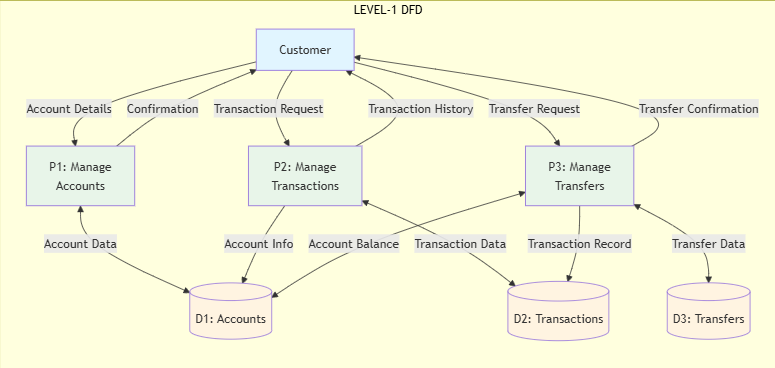 LEVEL-1 DFD
Customer
Account Details
Confirmation
Transaction Request
Transaction History
Transfer Request
Transfer Confirmation
P1: Manage
Accounts
P2: Manage
Transactions
P3: Manage
Transfers
Account Data
Account Info
Account Balance
Transaction Data
Transaction Record
Transfer Data
D1: Accounts
D2: Transactions
D3: Transfers